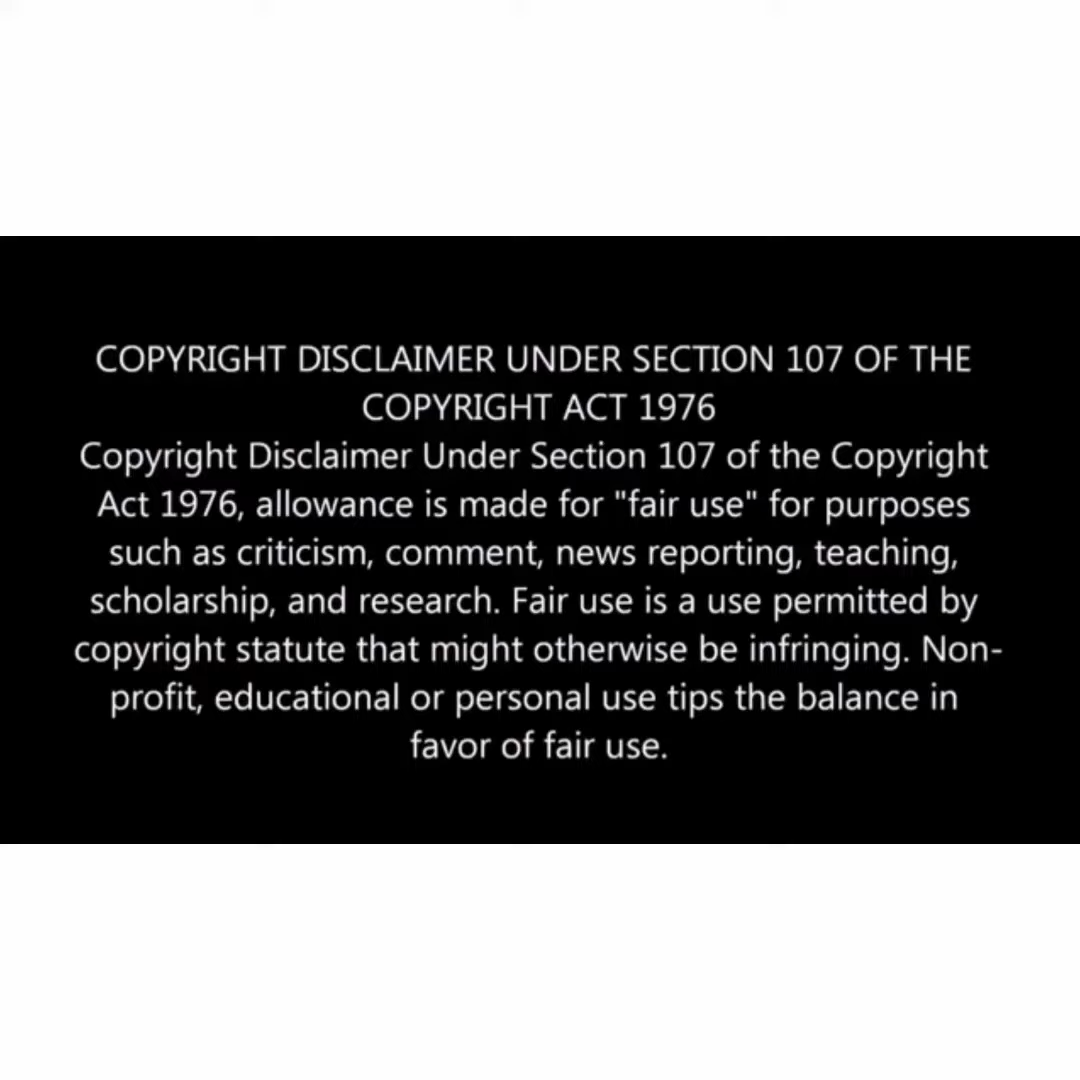 COPYRIGHT DISCLAIMER UNDER SECTION 107 OF THE
COPYRIGHT ACT 1976
Copyright Disclaimer Under Section 107 of the Copyright
Act 1976, allowance is made for "fair use" for purposes
such as criticism, comment, news reporting, teaching,
scholarship, and research. Fair use is a use permitted by
copyright statute that might otherwise be infringing. Non-
profit, educational or personal use tips the balance in
favor of fair use.